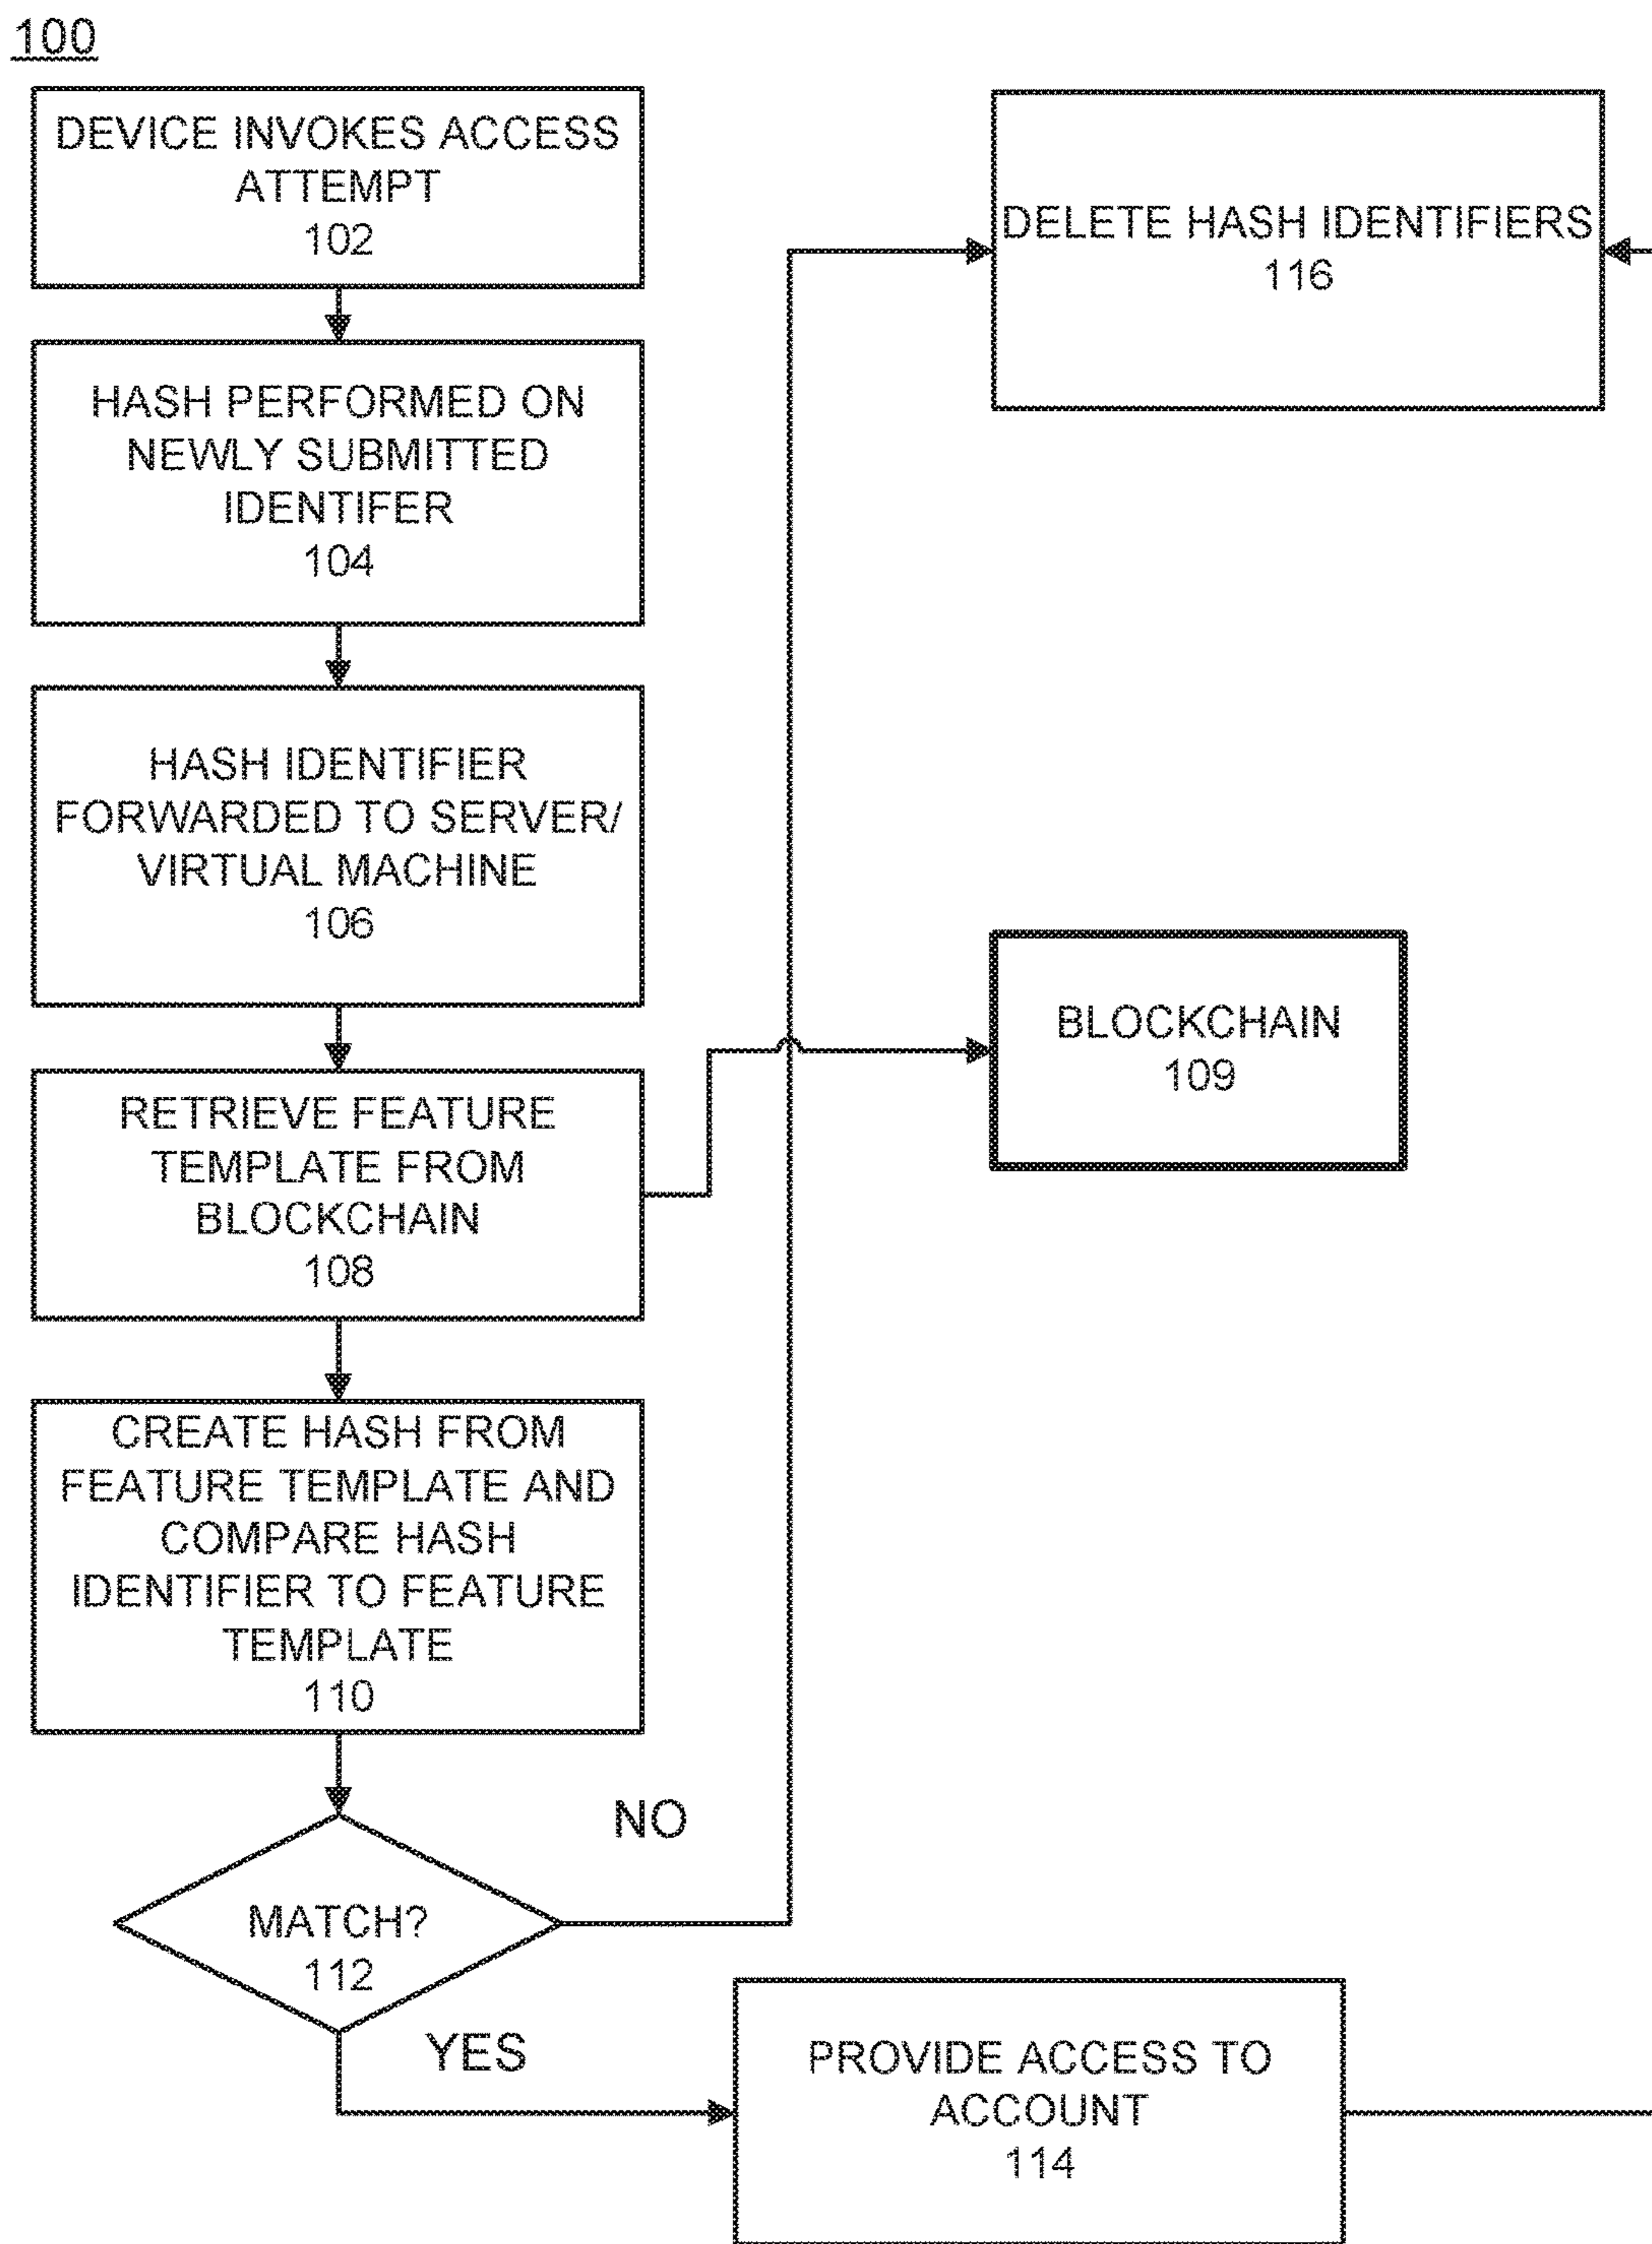 100
DEVICE INVOKES ACCESS
ATTEMPT
102
HASH PERFORMED ON
NEWLY SUBMITTED
IDENTIFER
104
HASH IDENTIFIER
FORWARDED TO SERVER/
VIRTUAL MACHINE
106
RETRIEVE FEATURE
TEMPLATE FROM
BLOCKCHAIN
108
CREATE HASH FROM
FEATURE TEMPLATE AND
COMPARE HASH
IDENTIFIER TO FEATURE
TEMPLATE
110
MATCH?
112
NO
YES
PROVIDE ACCESS TO
ACCOUNT
114
DELETE HASH IDENTIFIERS
116
BLOCKCHAIN
109